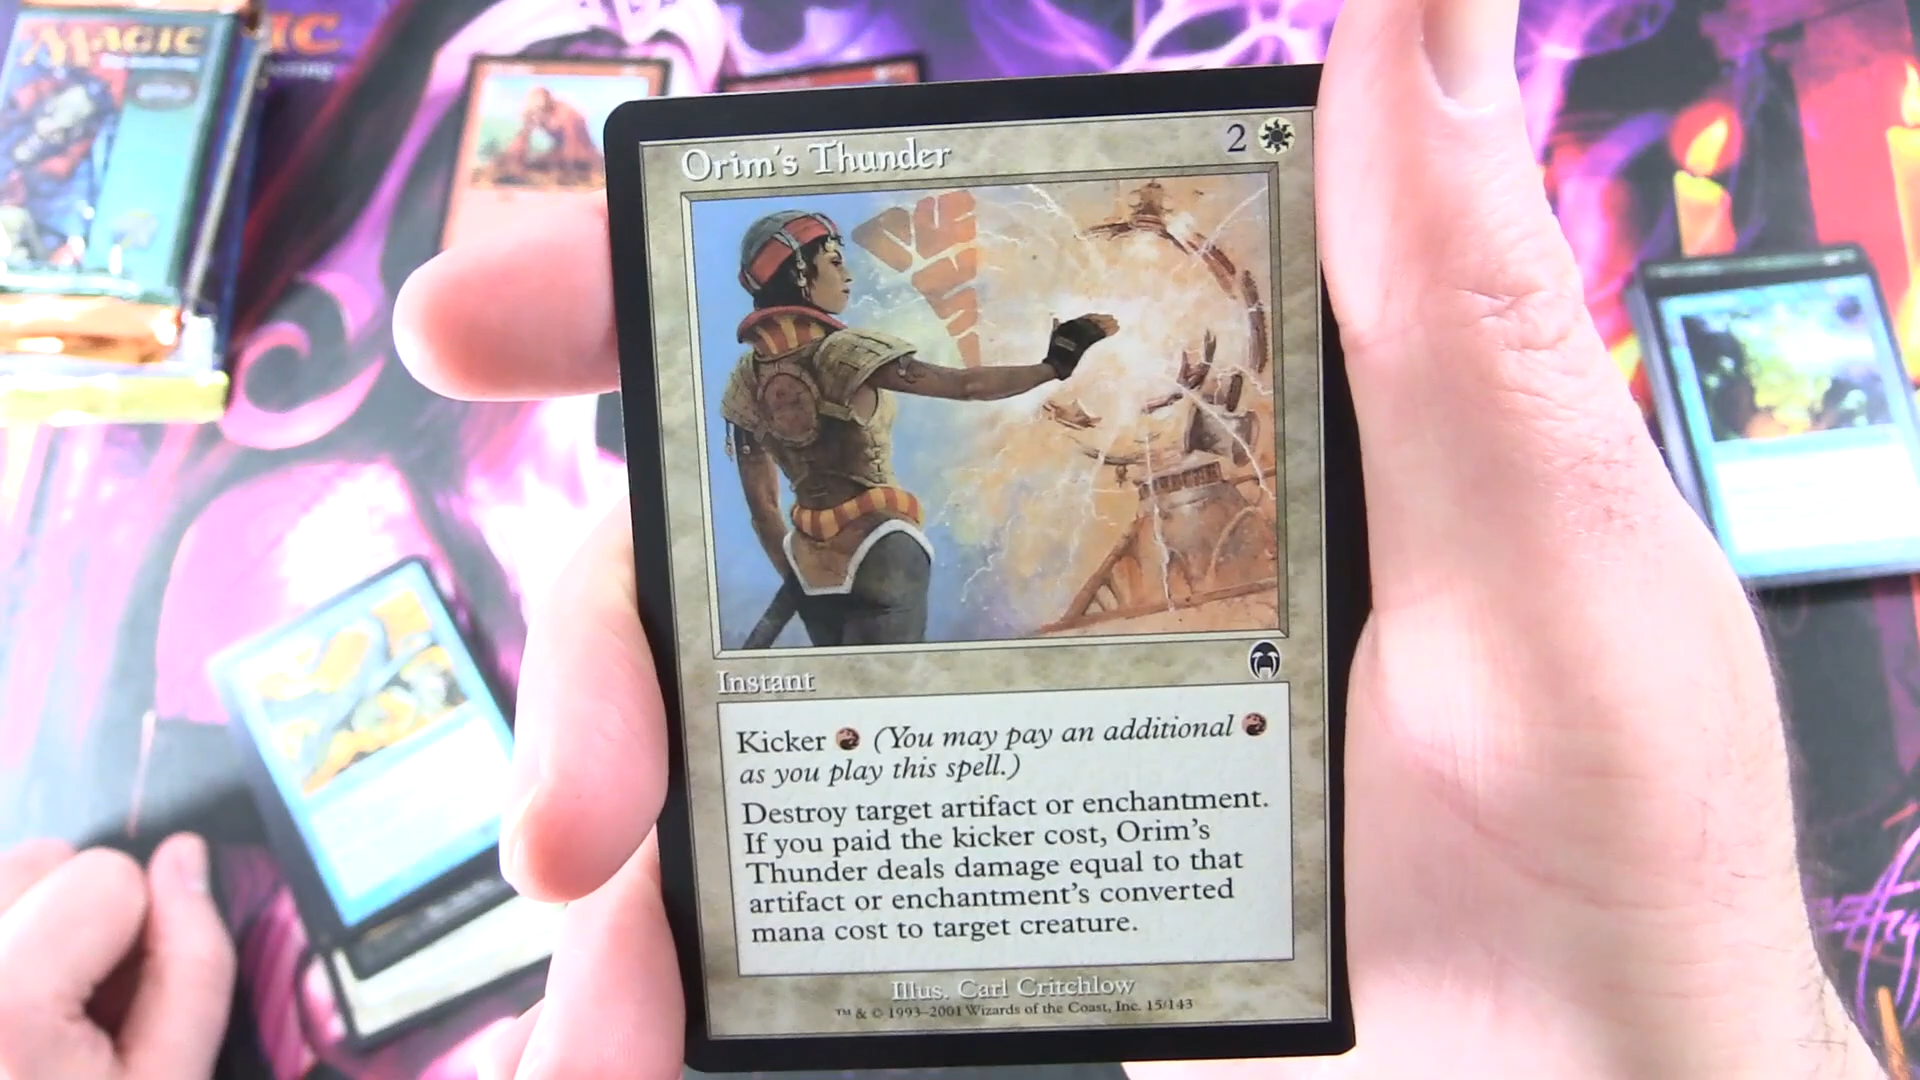 MAGIC
IC
Orim's Thunder
2
Instant
Kicker (You may pay an additional
as you play this spell.)
Destroy target artifact or enchantment.
If you paid the kicker cost, Orim's
Thunder deals damage equal to that
artifact or enchantment's converted
mana cost to target creature.
Illus. Carl Critchlow
™ & © 1993–2001 Wizards of the Coast, Inc. 15/143